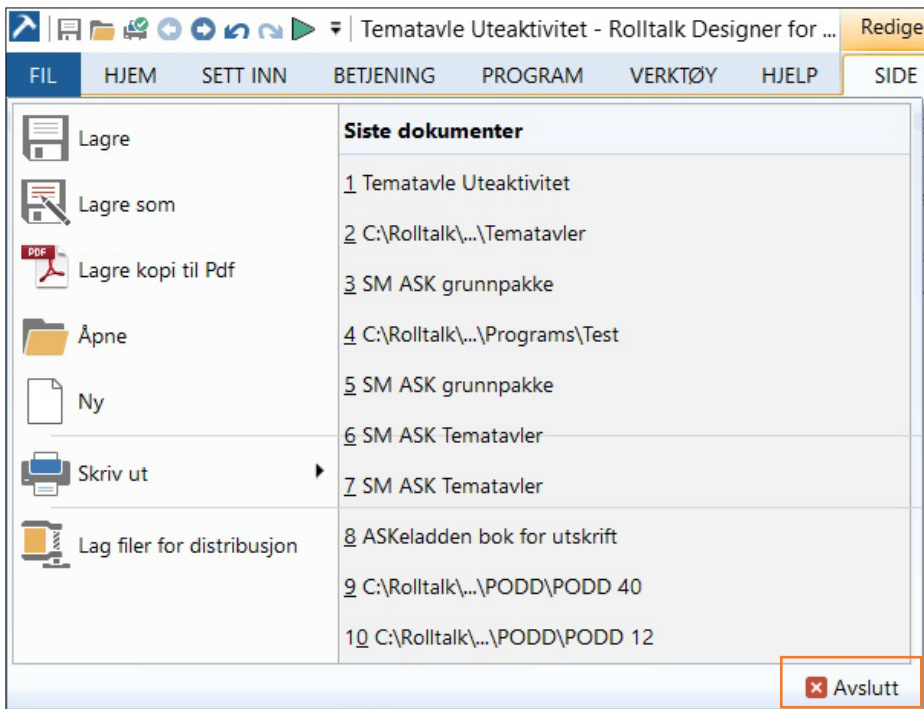 Tematavle Uteaktivitet - Rolltalk Designer for ...
Redige
FIL HJEM SETT INN BETJENING PROGRAM VERKTØY HJELP SIDE
Lagre
Lagre som
PDF
Lagre kopi til Pdf
Åpne
Ny
Skriv ut
Lag filer for distribusjon
Siste dokumenter
1 Tematavle Uteaktivitet
2 C:\Rolltalk\...\Tematavler
3 SM ASK grunnpakke
4 C:\Rolltalk\...\Programs\Test
5 SM ASK grunnpakke
6 SM ASK Tematavler
7 SM ASK Tematavler
8 ASKeladden bok for utskrift
9 C:\Rolltalk\...\PODD\PODD 40
10 C:\Rolltalk\...\PODD\PODD 12
Avslutt